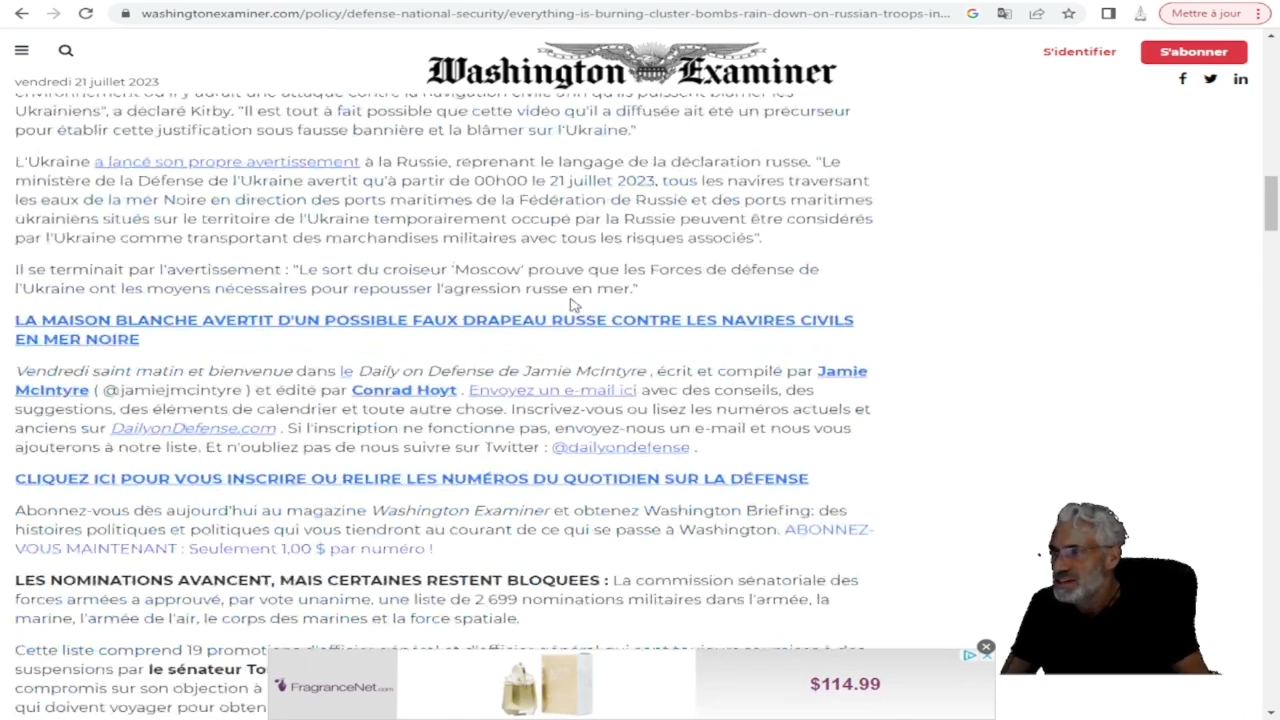 washingtonexaminer.com/policy/defense-national-security/everything-is-burning-cluster-bombs-rain-down-on-russian-troops-in...
Mettre à jour
Washington Examiner
S'identifier
S'abonner
vendredi 21 juillet 2023
Ukrainiens", a déclaré Kirby. "Il est tout à fait possible que cette vidéo qu'il a diffusée ait été un précurseur
pour établir cette justification sous fausse bannière et la blâmer sur l'Ukraine."
L'Ukraine a lancé son propre avertissement à la Russie, reprenant le langage de la déclaration russe. "Le
ministère de la Défense de l'Ukraine avertit qu'à partir de 00h00 le 21 juillet 2023, tous les navires traversant
les eaux de la mer Noire en direction des ports maritimes de la Fédération de Russie et des ports maritimes
ukrainiens situés sur le territoire de l'Ukraine temporairement occupé par la Russie peuvent être considérés
par l'Ukraine comme transportant des marchandises militaires avec tous les risques associés".
Il se terminait par l'avertissement : "Le sort du croiseur 'Moscow' prouve que les Forces de défense de
l'Ukraine ont les moyens nécessaires pour repousser l'agression russe en mer."
LA MAISON BLANCHE AVERTIT D'UN POSSIBLE FAUX DRAPEAU RUSSE CONTRE LES NAVIRES CIVILS
EN MER NOIRE
Vendredi saint matin et bienvenue dans le Daily on Defense de Jamie McIntyre , écrit et compilé par Jamie
McIntyre ( @jamiejmcintyre ) et édité par Conrad Hoyt . Envoyez un e-mail ici avec des conseils, des
suggestions, des éléments de calendrier et toute autre chose. Inscrivez-vous ou lisez les numéros actuels et
anciens sur DailyonDefense.com . Si l'inscription ne fonctionne pas, envoyez-nous un e-mail et nous vous
ajouterons à notre liste. Et n'oubliez pas de nous suivre sur Twitter : @dailyondefense .
CLIQUEZ ICI POUR VOUS INSCRIRE OU RELIRE LES NUMÉROS DU QUOTIDIEN SUR LA DÉFENSE
Abonnez-vous dès aujourd'hui au magazine Washington Examiner et obtenez Washington Briefing: des
histoires politiques et politiques qui vous tiendront au courant de ce qui se passe à Washington. ABONNEZ-
VOUS MAINTENANT : Seulement 1,00 $ par numéro !
LES NOMINATIONS AVANCENT, MAIS CERTAINES RESTENT BLOQUEES : La commission sénatoriale des
forces armées a approuvé, par vote unanime, une liste de 2 699 nominations militaires dans l'armée, la
marine, l'armée de l'air, le corps des marines et la force spatiale.
Cette liste comprend 19 promotions
suspensions par le sénateur To
compromis sur son objection à
qui doivent voyager pour obten
FragranceNet.com
$114.99